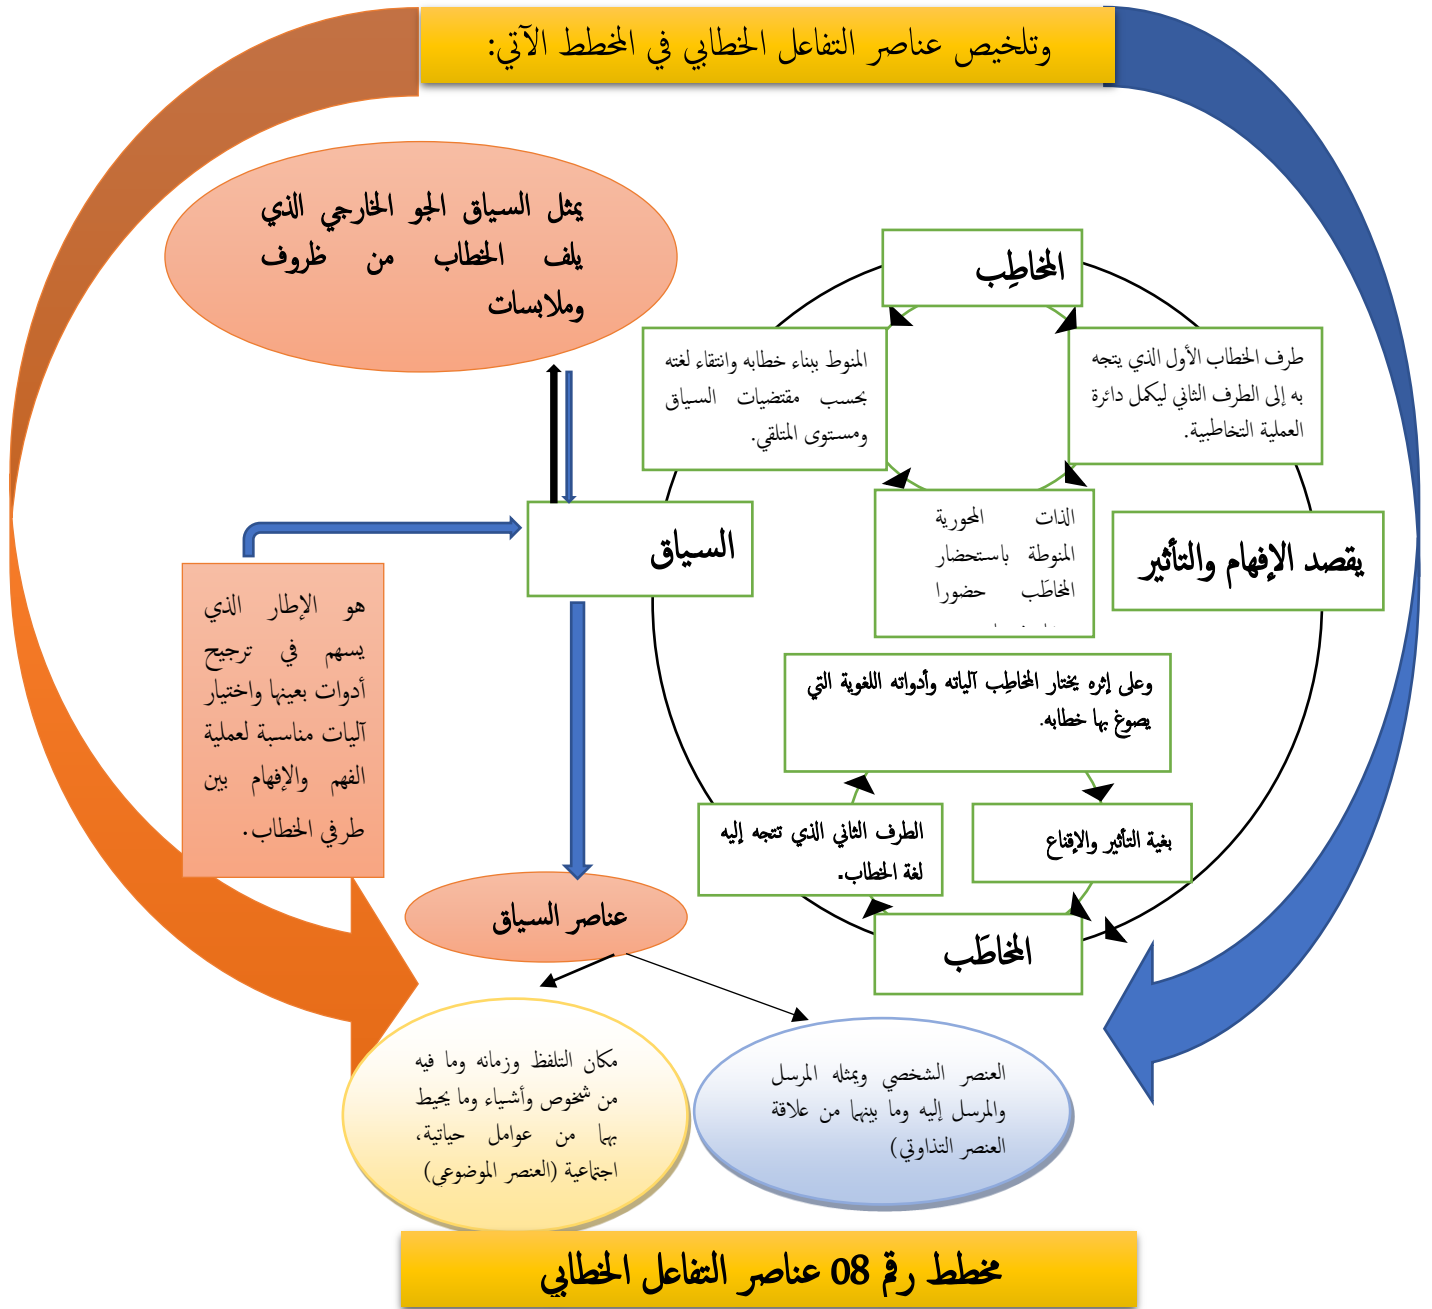 وتلخيص عناصر التفاعل الخطابي في المخطط الآتي:
يمثل السياق الجو الخارجي الذي
يلف الخطاب من ظروف
وملابسات
المخاطِب
طرف الخطاب الأول الذي يتجه
به إلى الطرف الثاني ليكمل دائرة
العملية التخاطبية.
المنوط ببناء خطابه وانتقاء لغته
بحسب مقتضيات السياق
ومستوى المتلقي.
الذات المحورية
المنوطة باستحضار
المخاطَب حضورا
يقصد الإفهام والتأثير
السياق
هو الإطار الذي
يسهم في ترجيح
أدوات بعينها واختيار
آليات مناسبة لعملية
الفهم والإفهام بين
طرفي الخطاب.
وعلى إثره يختار المخاطِب آلياته وأدواته اللغوية التي
يصوغ بها خطابه.
بغية التأثير والإقناع
الطرف الثاني الذي تتجه إليه
لغة الخطاب.
المخاطَب
عناصر السياق
العنصر الشخصي ويمثله المرسل
والمرسل إليه وما بينهما من علاقة
العنصر التذاوتي)
مكان التلفظ وزمانه وما فيه
من شخوص وأشياء وما يحيط
بهما من عوامل حياتية،
اجتماعية (العنصر الموضوعي)
مخطط رقم 08 عناصر التفاعل الخطابي